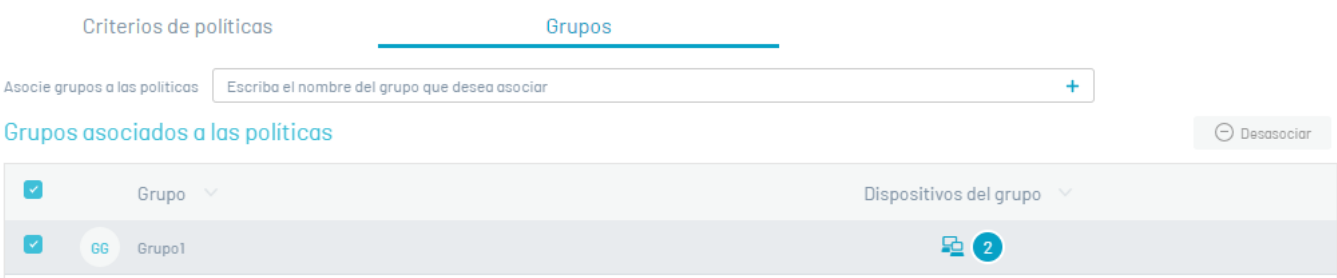 Criterios de políticas Grupos
Asocie grupos a las políticas Escriba el nombre del grupo que desea asociar +
Grupos asociados a las políticas Desasociar
Grupo Dispositivos del grupo
GG Grupo1 2